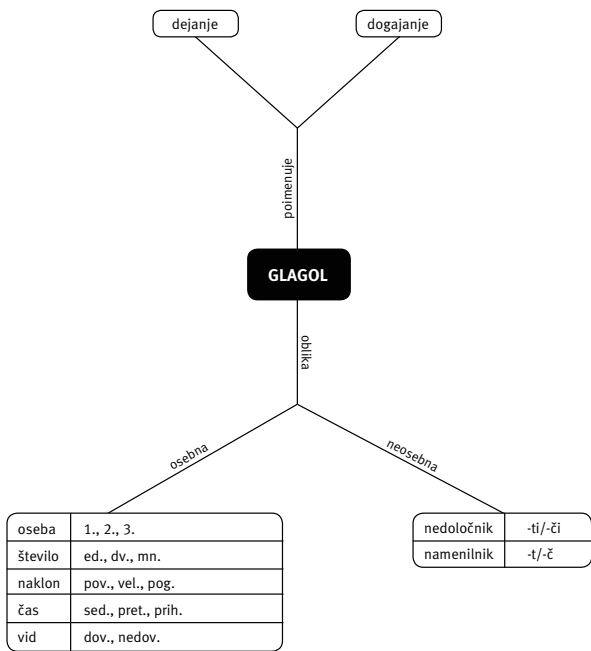 dejanje
dogajanje
poimenuje
GLAGOL
oblika
osebna
neosebna
oseba 1., 2., 3.
število ed., dv., mn.
naklon pov., vel., pog.
čas sed., pret., prih.
vid dov., nedov.
nedoločnik -ti/-či
namenilnik -t/-č